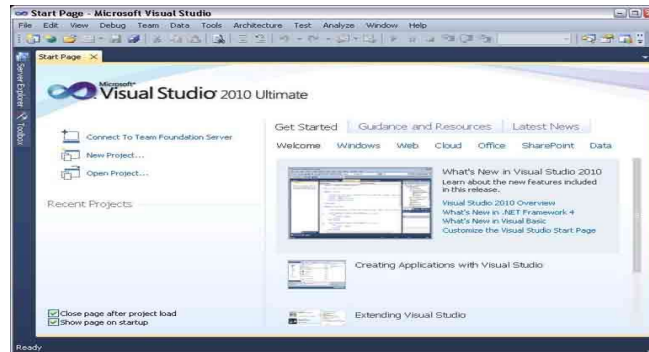 Start Page - Microsoft Visual Studio
File Edit View Debug Team Data Tools Architecture Test Analyze Window Help
Start Page
Server Explorer
Toolbox
Microsoft
Visual Studio 2010 Ultimate
Connect To Team Foundation Server
New Project...
Open Project...
Recent Projects
Close page after project load
Show page on startup
Get Started Guidance and Resources Latest News
Welcome Windows Web Cloud Office SharePoint Data
What's New in Visual Studio 2010
Learn about the new features included
in this release.
Visual Studio 2010 Overview
What's New in .NET Framework 4
What's New in Visual Basic
Customize the Visual Studio Start Page
Creating Applications with Visual Studio
Extending Visual Studio
Ready